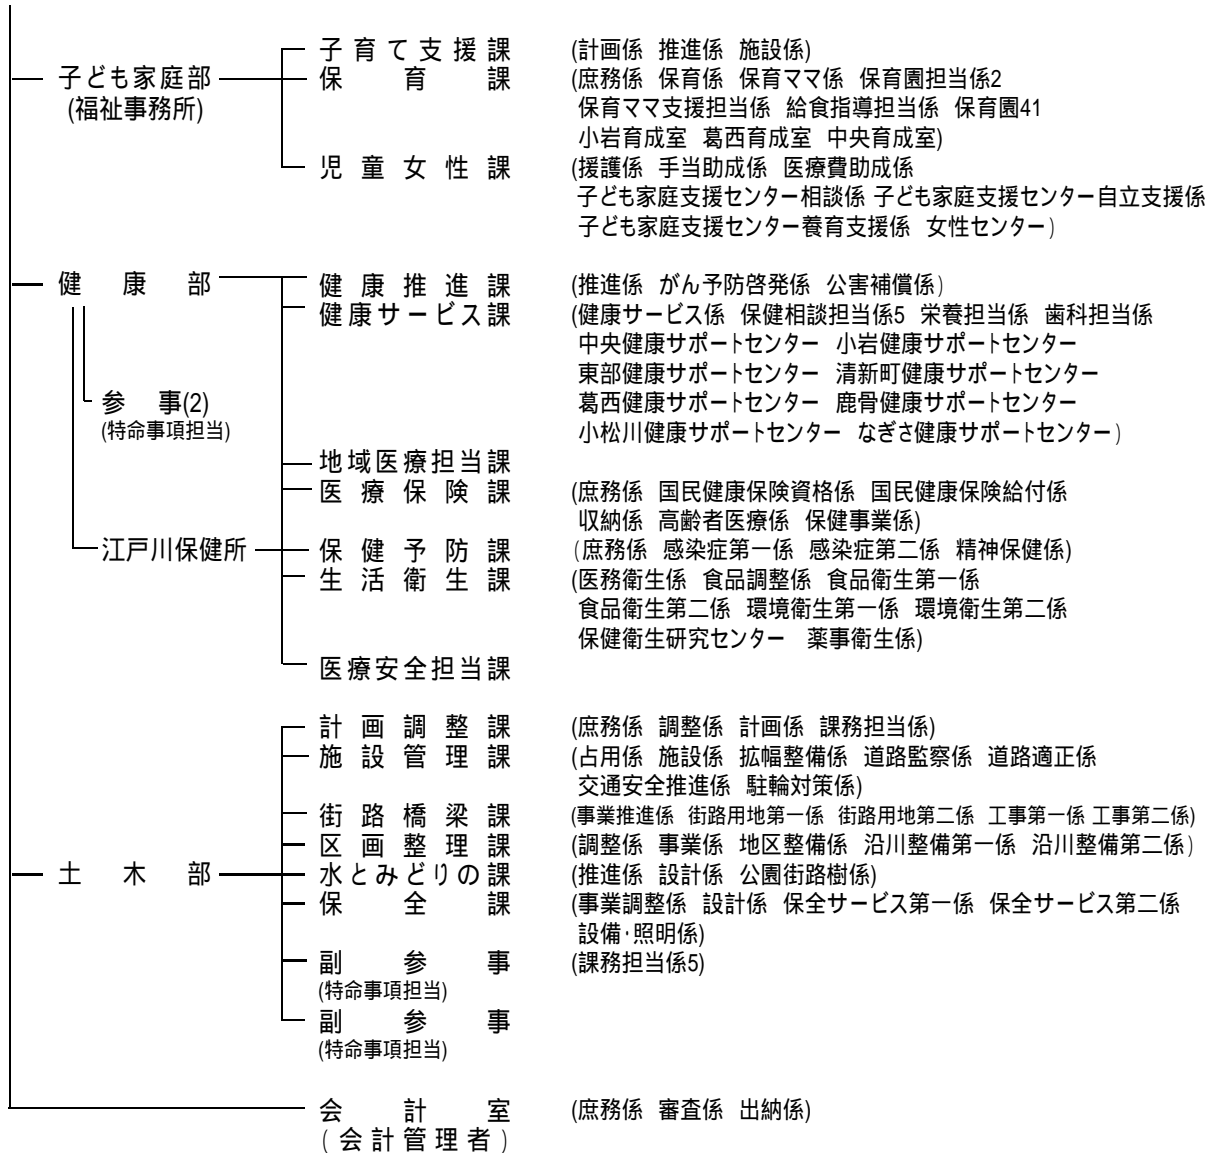 子育て支援課 (計画係 推進係 施設係)
子ども家庭部 保育課 (庶務係 保育係 保育ママ係 保育園担当係2
(福祉事務所) 保育ママ支援担当係 給食指導担当係 保育園41
小岩育成室 葛西育成室 中央育成室)
児童女性課 (援護係 手当助成係 医療費助成係
子ども家庭支援センター相談係 子ども家庭支援センター自立支援係
子ども家庭支援センター養育支援係 女性センター)
健康部 健康推進課 (推進係 がん予防啓発係 公害補償係)
健康サービス課 (健康サービス係 保健相談担当係5 栄養担当係 歯科担当係
中央健康サポートセンター 小岩健康サポートセンター
東部健康サポートセンター 清新町健康サポートセンター
参事(2) 葛西健康サポートセンター 鹿骨健康サポートセンター
(特命事項担当) 小松川健康サポートセンター なぎさ健康サポートセンター)
地域医療担当課
医療保険課 (庶務係 国民健康保険資格係 国民健康保険給付係
収納係 高齢者医療係 保健事業係)
江戸川保健所 保健予防課 (庶務係 感染症第一係 感染症第二係 精神保健係)
生活衛生課 (医務衛生係 食品調整係 食品衛生第一係
食品衛生第二係 環境衛生第一係 環境衛生第二係
保健衛生研究センター 薬事衛生係)
医療安全担当課
計画調整課 (庶務係 調整係 計画係 課務担当係)
施設管理課 (占用係 施設係 拡幅整備係 道路監察係 道路適正係
交通安全推進係 駐輪対策係)
街路橋梁課 (事業推進係 街路用地第一係 街路用地第二係 工事第一係 工事第二係)
区画整理課 (調整係 事業係 地区整備係 沿川整備第一係 沿川整備第二係)
土木部 水とみどりの課 (推進係 設計係 公園街路樹係)
保全課 (事業調整係 設計係 保全サービス第一係 保全サービス第二係
設備・照明係)
副参事 (課務担当係5)
(特命事項担当)
副参事
(特命事項担当)
会計室 (庶務係 審査係 出納係)
(会計管理者)